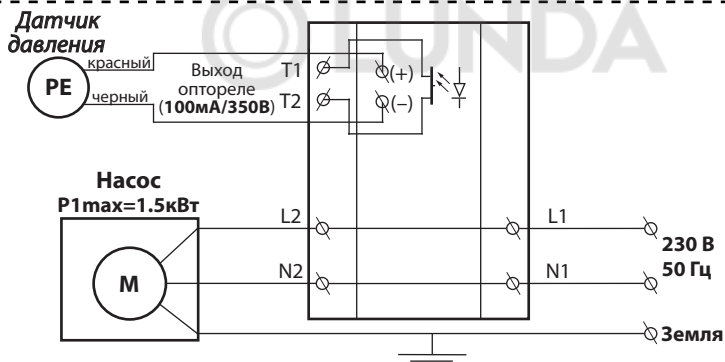 LUNDA
Датчик
давления
красный
PE
черный
Выход
оптореле
(100мА/350В)
T1
T2
(+)
(–)
Насос
P1max=1.5кВт
M
L2
N2
L1
N1
230 В
50 Гц
Земля